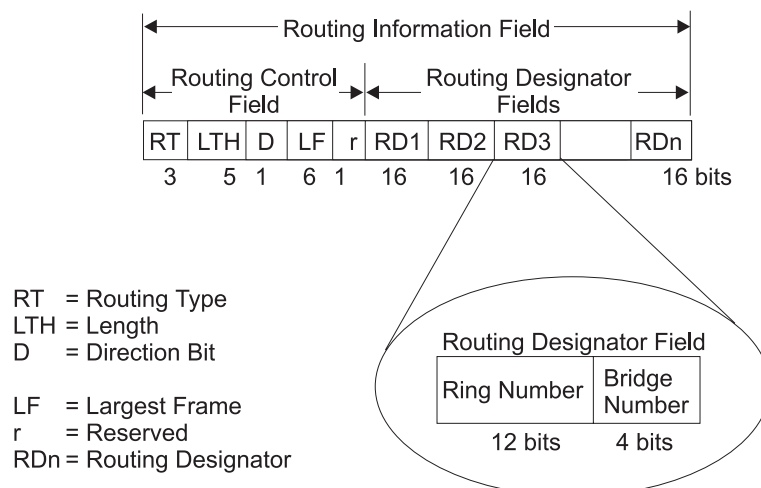 Routing Information Field
Routing Control Field
Routing Designator Fields
RT LTH D LF r RD1 RD2 RD3 RDn
3 5 1 6 1 16 16 16 16 bits
RT = Routing Type
LTH = Length
D = Direction Bit
LF = Largest Frame
r = Reserved
RDn = Routing Designator
Routing Designator Field
Ring Number
Bridge Number
12 bits 4 bits